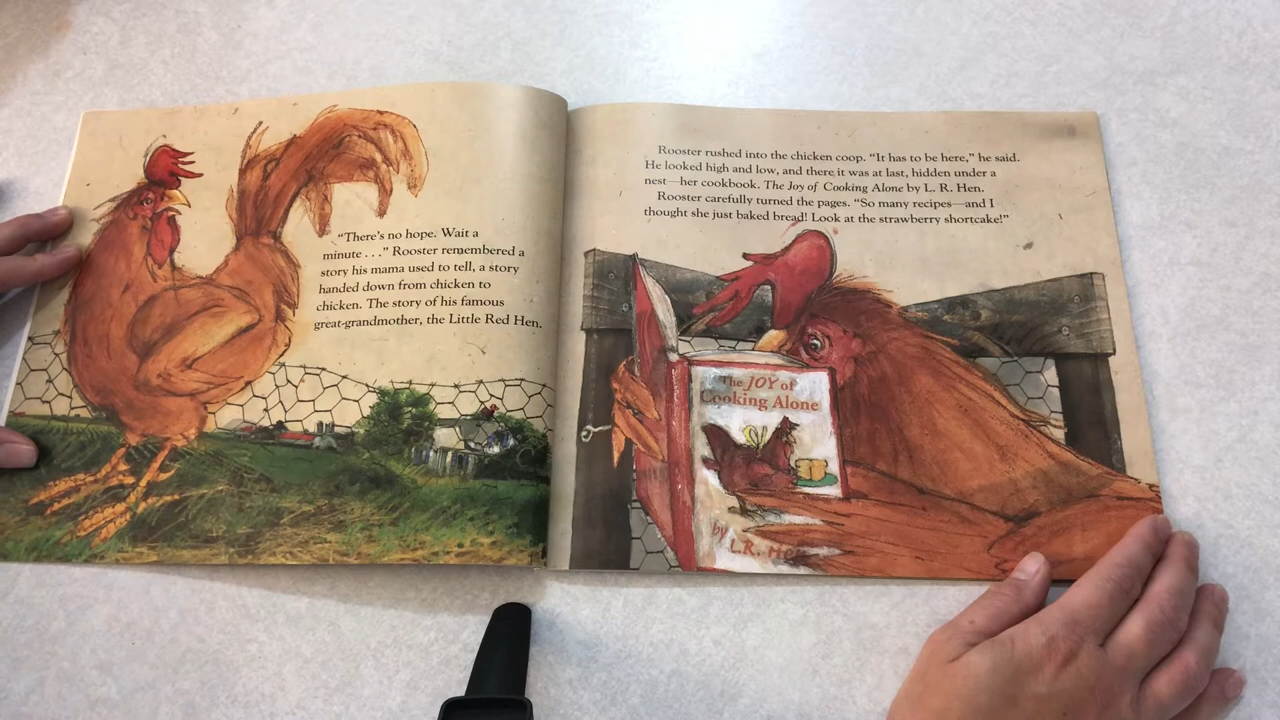 "There's no hope. Wait a
minute . . ." Rooster remembered a
story his mama used to tell, a story
handed down from chicken to
chicken. The story of his famous
great-grandmother, the Little Red Hen.
Rooster rushed into the chicken coop. "It has to be here," he said.
He looked high and low, and there it was at last, hidden under a
nest—her cookbook. The Joy of Cooking Alone by L. R. Hen.
Rooster carefully turned the pages. "So many recipes—and I
thought she just baked bread! Look at the strawberry shortcake!"
The JOY of
Cooking Alone
by L.R. Hen